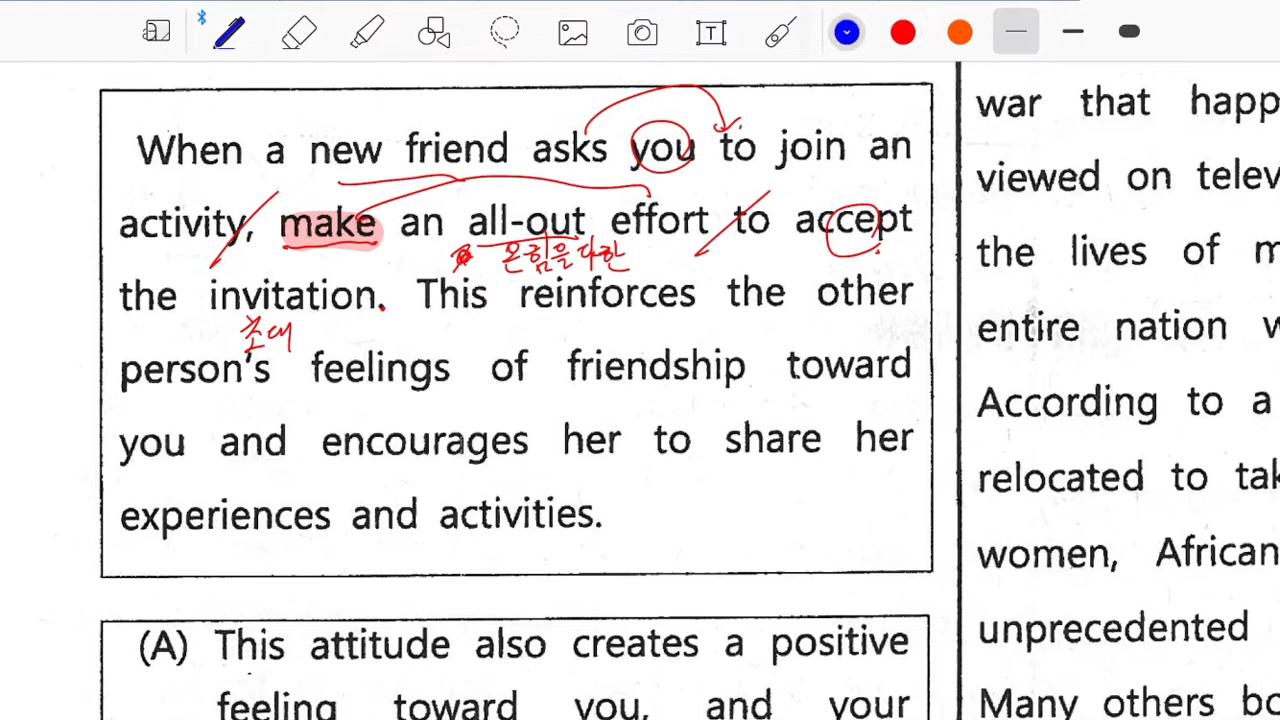 When a new friend asks you to join an
activity, make an all-out effort to accept
온힘을 다한
the invitation. This reinforces the other
초대
person's feelings of friendship toward
you and encourages her to share her
experiences and activities.
(A) This attitude also creates a positive
feeling toward you, and your
war that happ
viewed on telev
the lives of m
entire nation w
According to a
relocated to tak
women, African
unprecedented
Many others bo
T